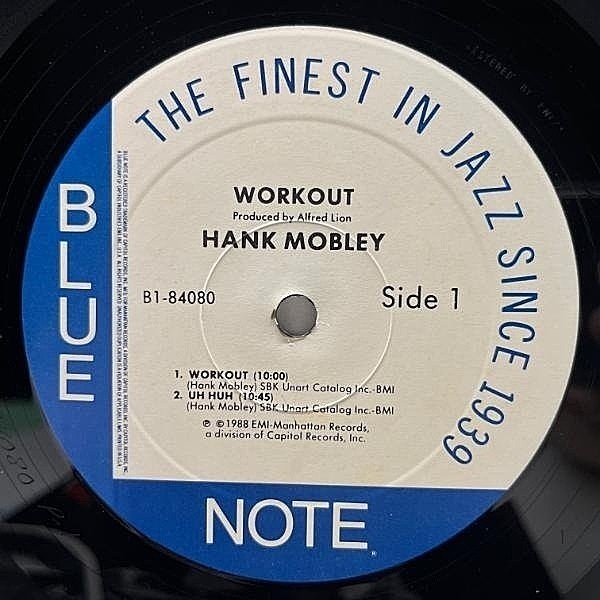 THE FINEST IN JAZZ SINCE 1939
BLUE
WORKOUT
Produced by Alfred Lion
HANK MOBLEY
B1-84080
Side 1
1. WORKOUT (10:00)
(Hank Mobley) SBK Unart Catalog Inc.-BMI
2. UH HUH (10:45)
(Hank Mobley) SBK Unart Catalog Inc.-BMI
℗ © 1988 EMI-Manhattan Records,
a division of Capitol Records, Inc.
NOTE
®